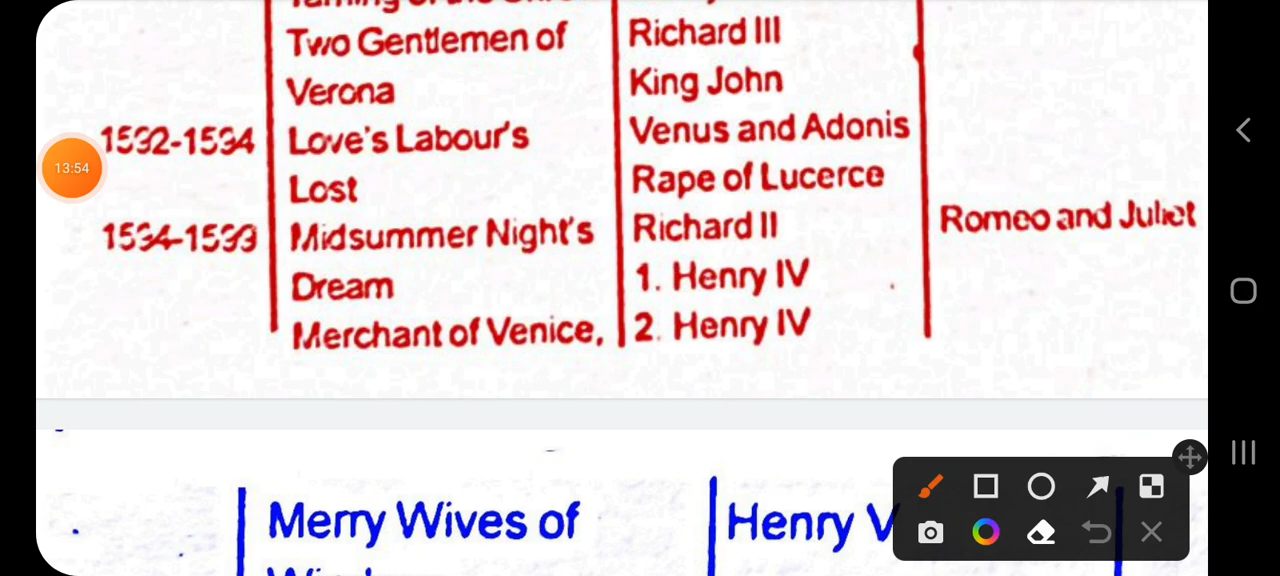 Two Gentlemen of
Verona
Richard III
King John
1592-1594
Love's Labour's
Lost
Venus and Adonis
Rape of Lucerce
1594-1599
Midsummer Night's
Dream
Merchant of Venice,
Richard II
1. Henry IV
2. Henry IV
Romeo and Juliet
13:54
Merry Wives of
Henry V